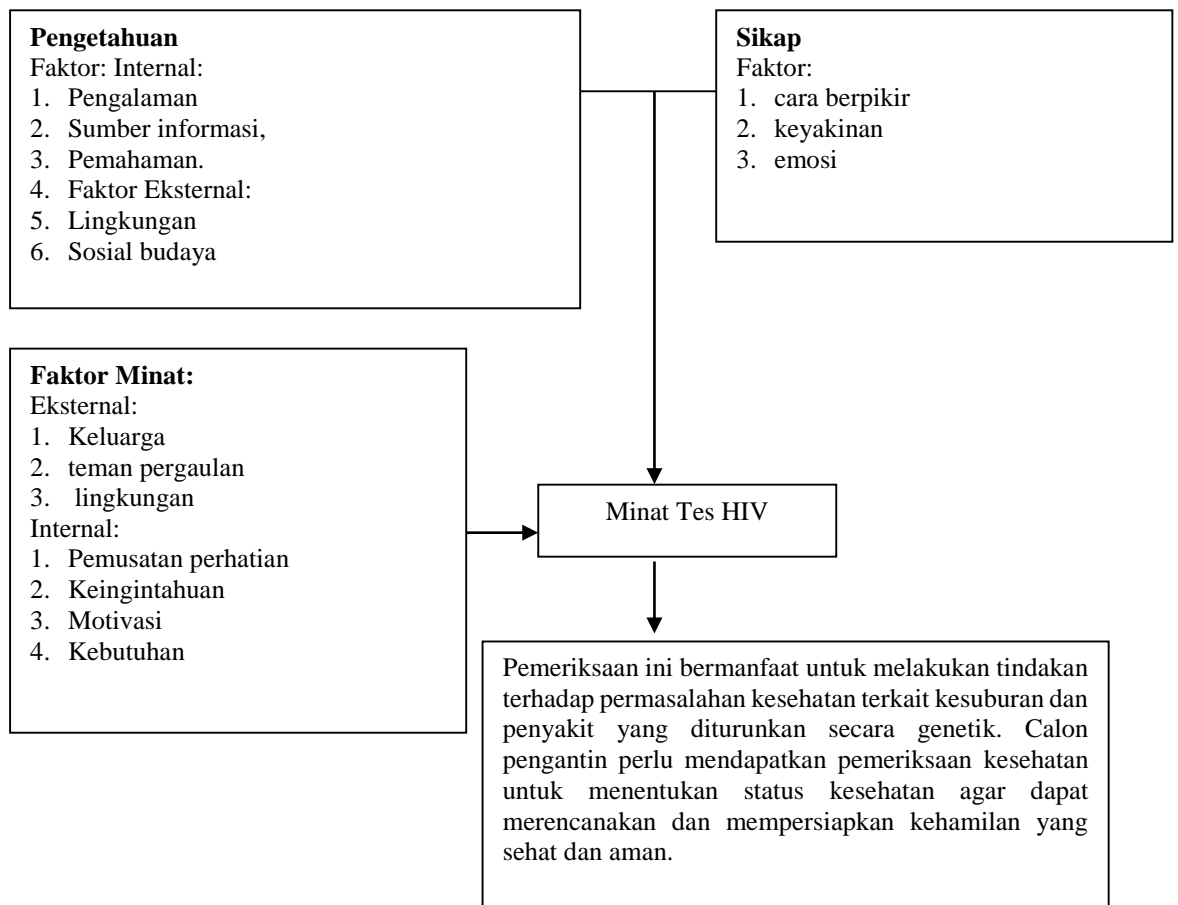 Pengetahuan
Faktor: Internal:
1. Pengalaman
2. Sumber informasi,
3. Pemahaman.
4. Faktor Eksternal:
5. Lingkungan
6. Sosial budaya
Sikap
Faktor:
1. cara berpikir
2. keyakinan
3. emosi
Faktor Minat:
Eksternal:
1. Keluarga
2. teman pergaulan
3. lingkungan
Internal:
1. Pemusatan perhatian
2. Keingintahuan
3. Motivasi
4. Kebutuhan
Minat Tes HIV
Pemeriksaan ini bermanfaat untuk melakukan tindakan
terhadap permasalahan kesehatan terkait kesuburan dan
penyakit yang diturunkan secara genetik. Calon
pengantin perlu mendapatkan pemeriksaan kesehatan
untuk menentukan status kesehatan agar dapat
merencanakan dan mempersiapkan kehamilan yang
sehat dan aman.